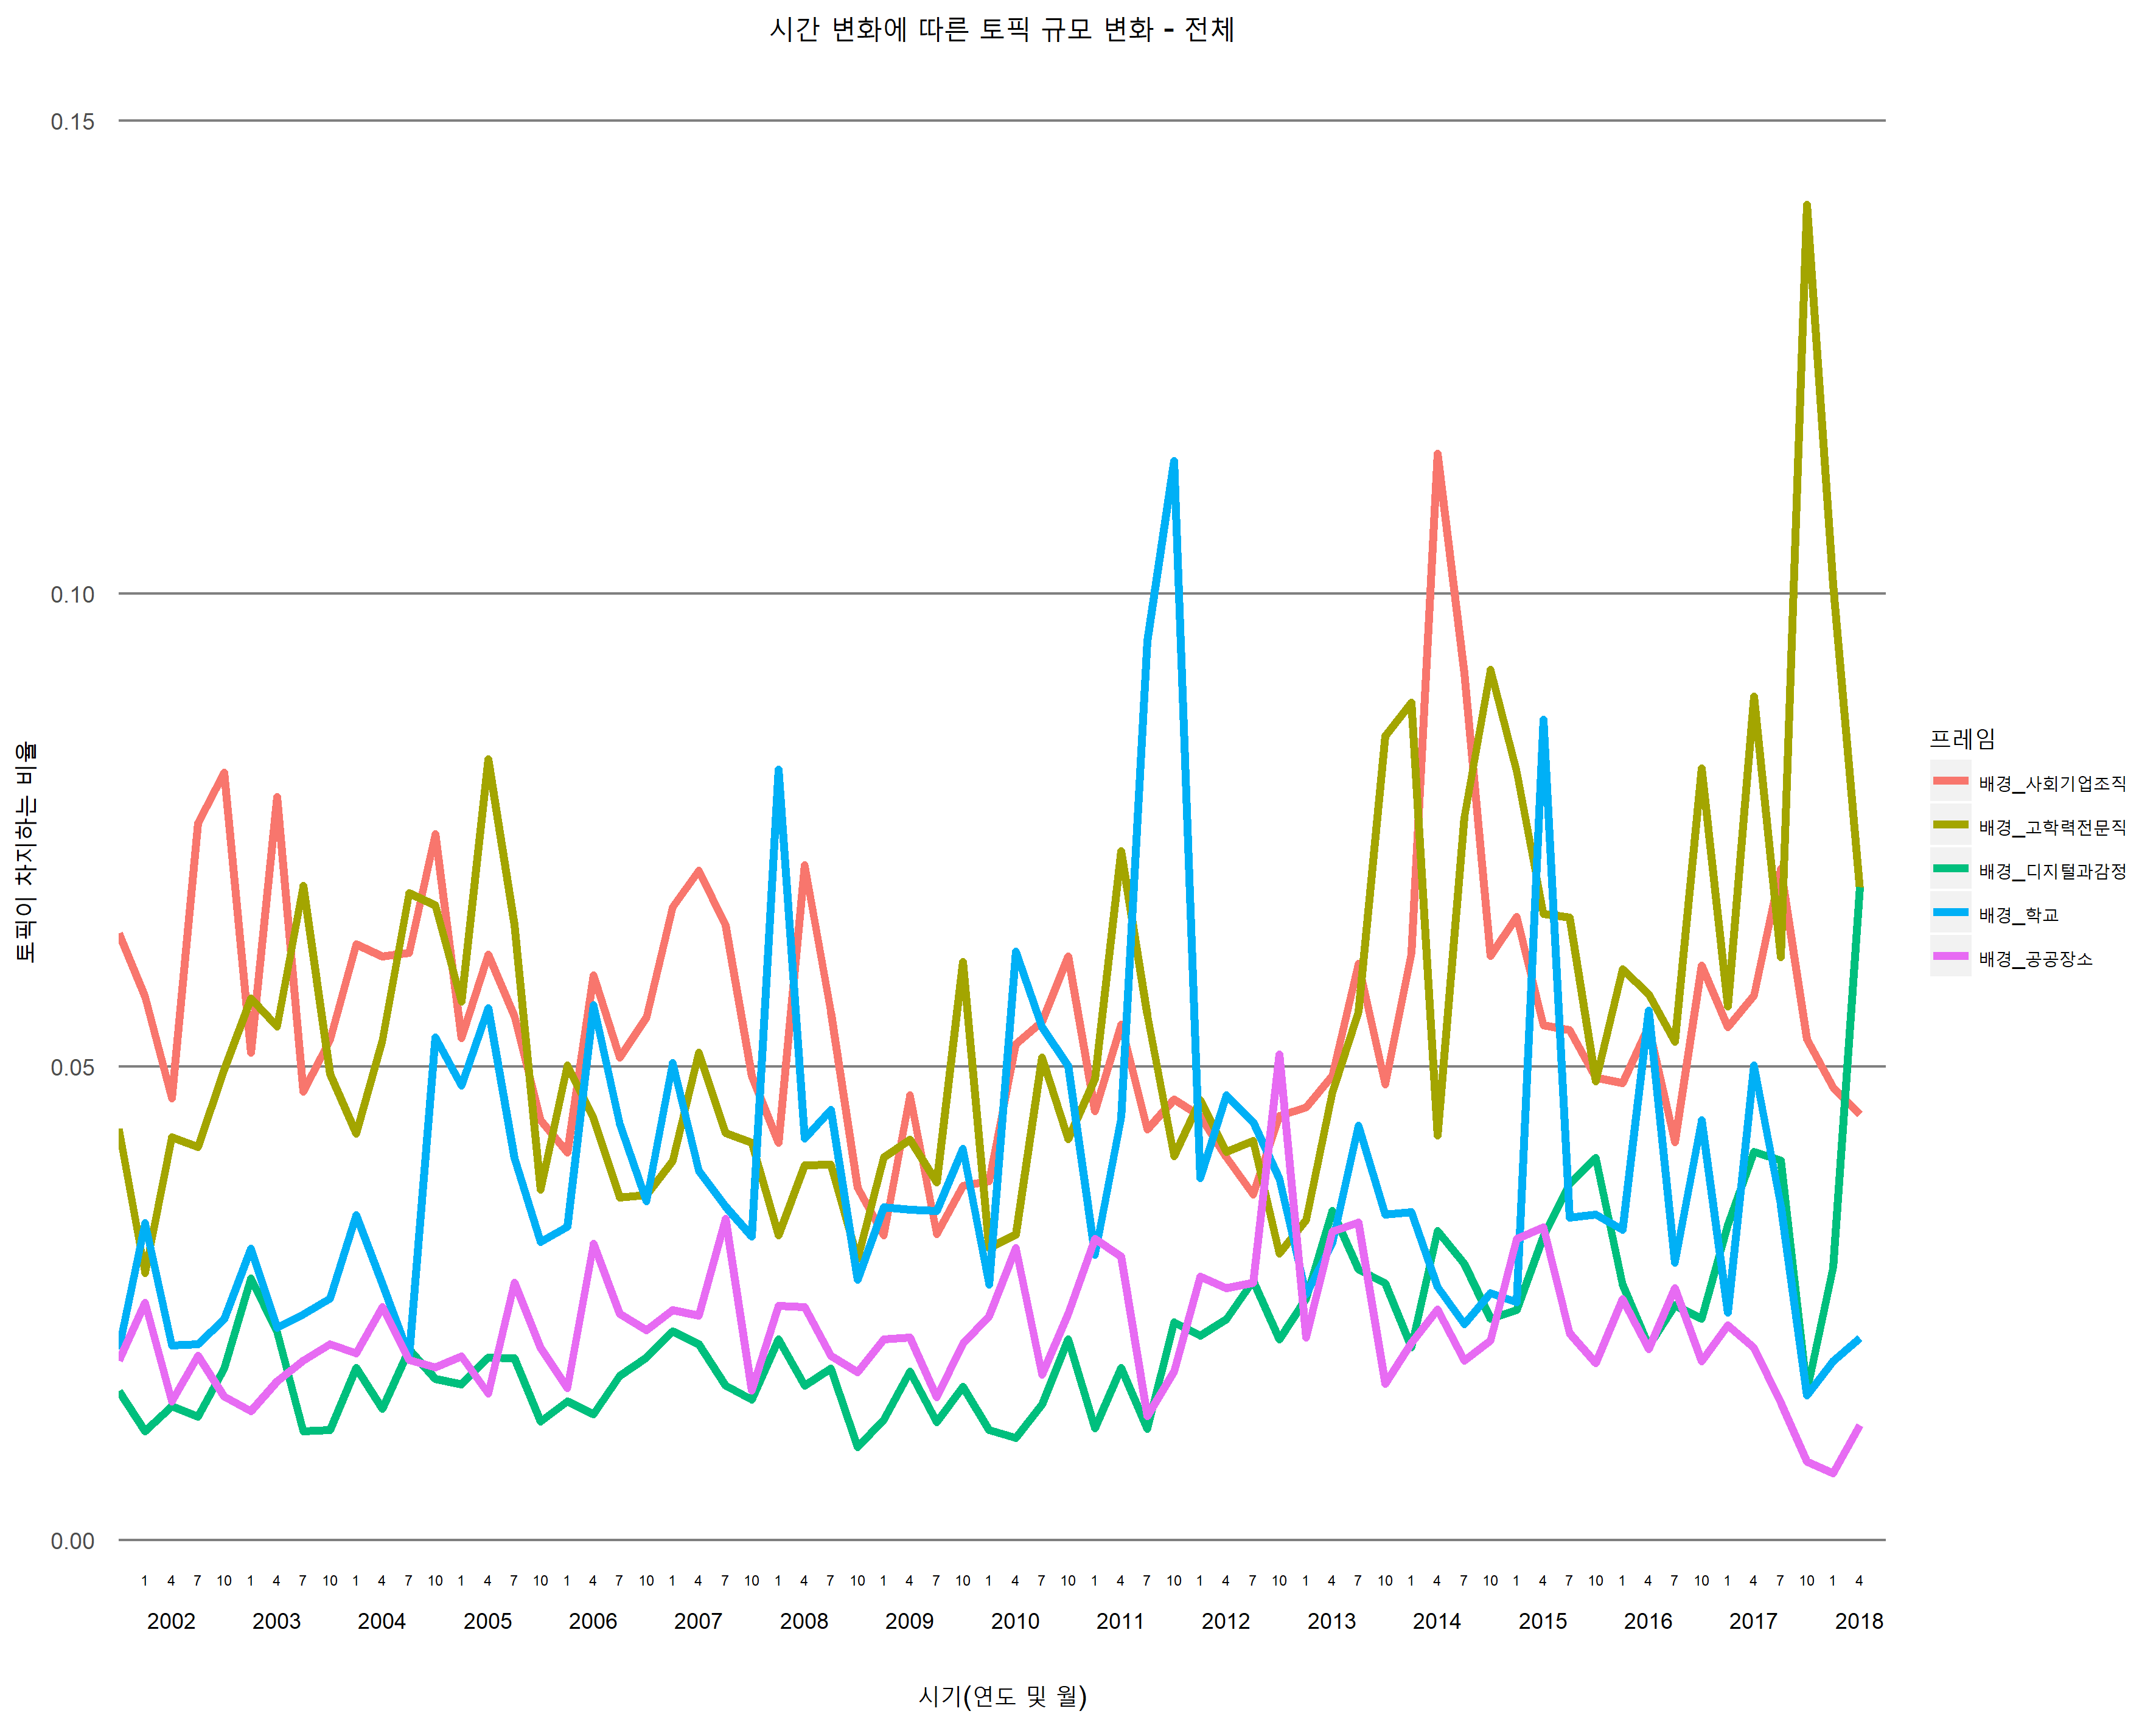 시간 변화에 따른 토픽 규모 변화 - 전체
토픽이 차지하는 비율
0.15
0.10
0.05
0.00
1 4 7 10 1 4 7 10 1 4 7 10 1 4 7 10 1 4 7 10 1 4 7 10 1 4 7 10 1 4 7 10 1 4 7 10 1 4 7 10 1 4 7 10 1 4 7 10 1 4 7 10 1 4 7 10 1 4 7 10 1 4 7 10 1 4
2002 2003 2004 2005 2006 2007 2008 2009 2010 2011 2012 2013 2014 2015 2016 2017 2018
시기(연도 및 월)
프레임
배경_사회기업조직
배경_고학력전문직
배경_디지털과감정
배경_학교
배경_공공장소